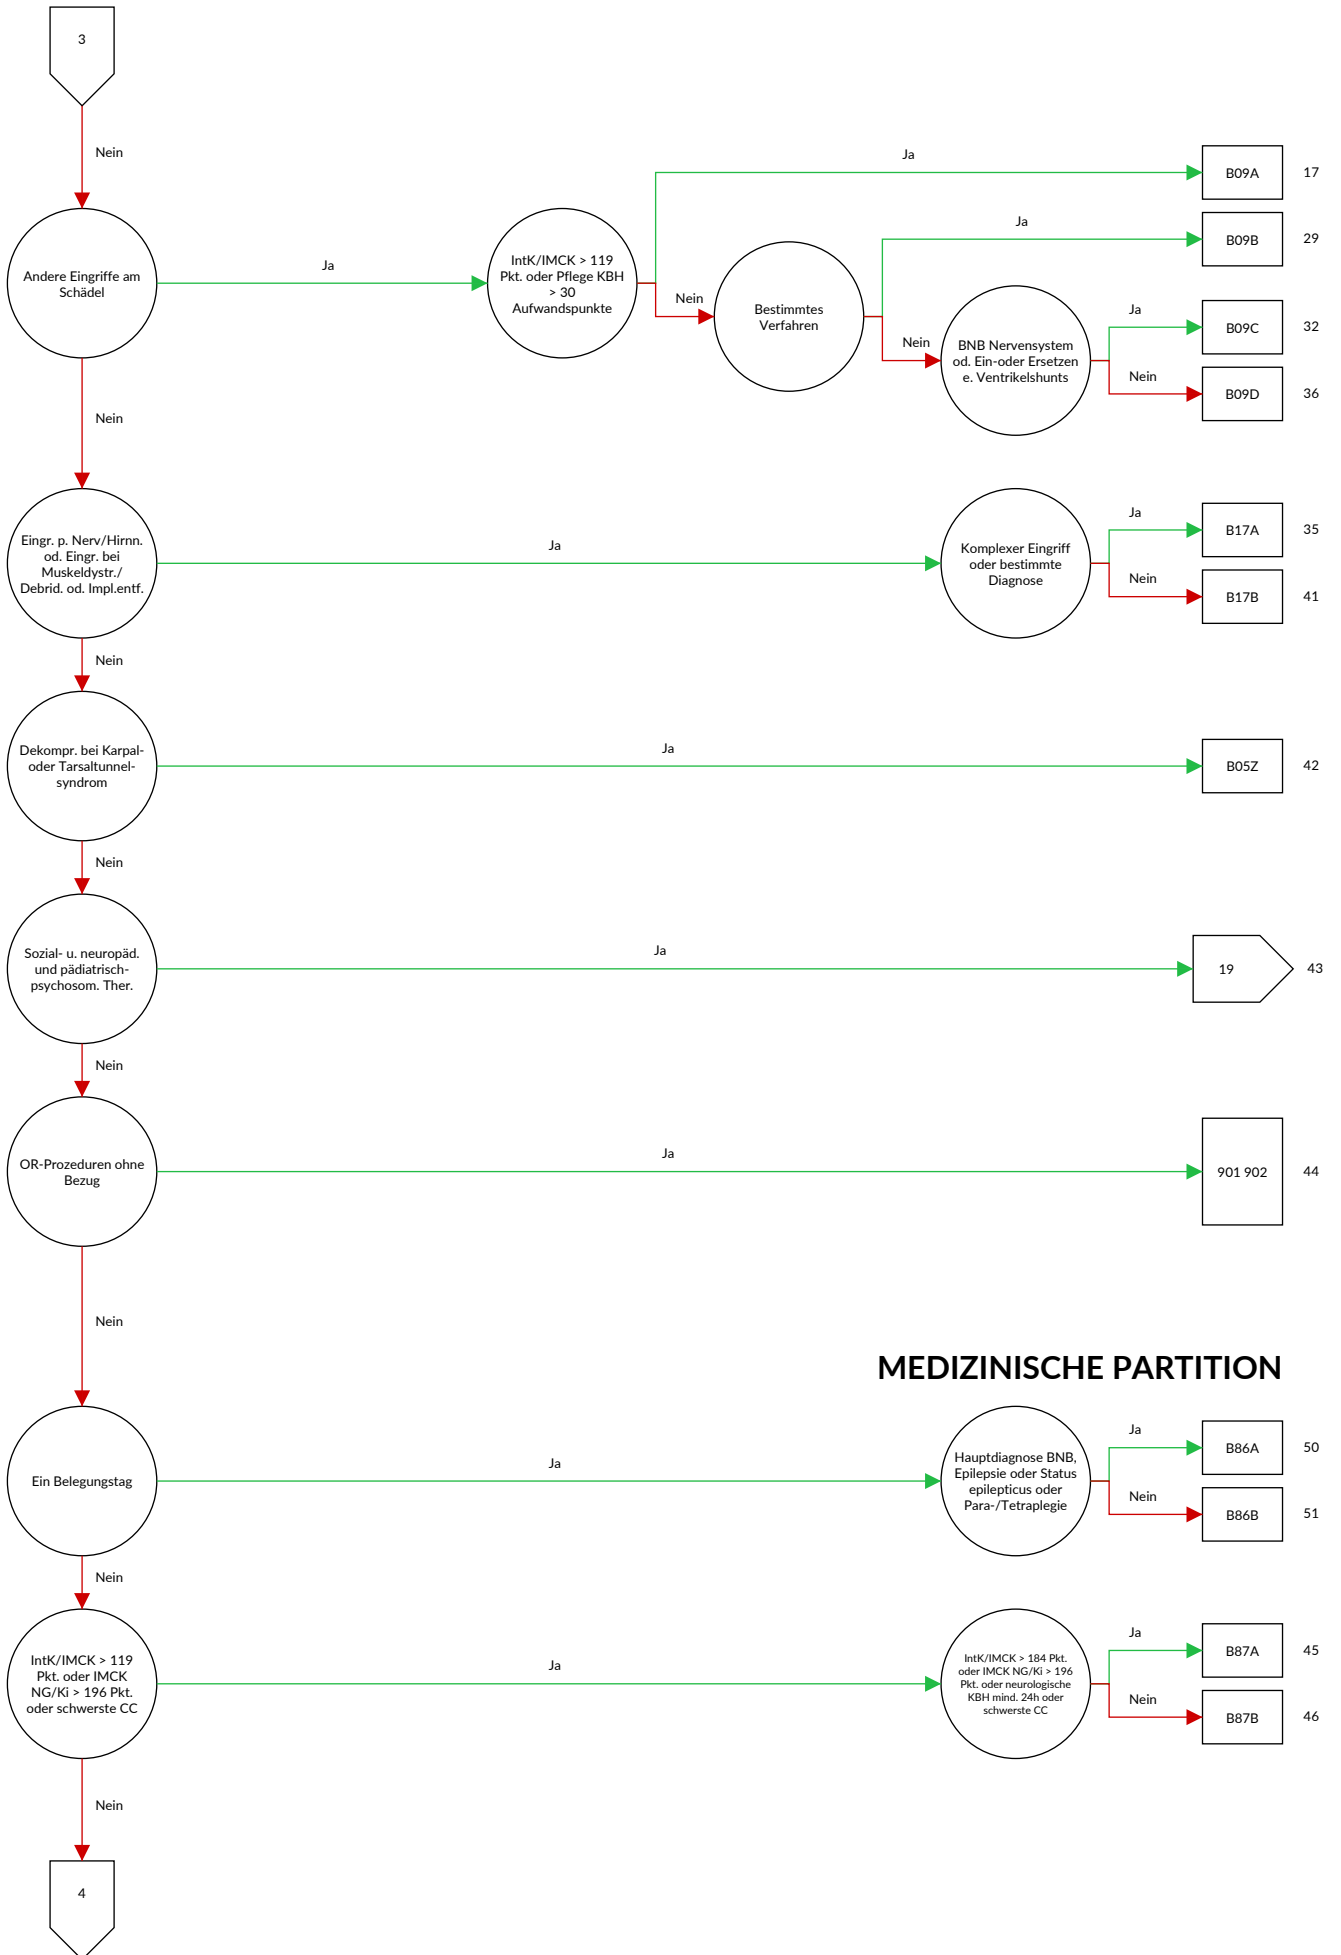 3
Nein
Ja
B09A
17
Ja
B09B
29
Andere Eingriffe am
Schädel
Ja
IntK/IMCK > 119
Pkt. oder Pflege KBH
> 30
Aufwandspunkte
Nein
Bestimmtes
Verfahren
Nein
BNB Nervensystem
od. Ein-oder Ersetzen
e. Ventrikelshunts
Ja
B09C
32
Nein
B09D
36
Nein
Eingr. p. Nerv/Hirnn.
od. Eingr. bei
Muskeldystr./
Debrid. od. Impl.entf.
Ja
Komplexer Eingriff
oder bestimmte
Diagnose
Ja
B17A
35
Nein
B17B
41
Nein
Dekompr. bei Karpal-
oder Tarsaltunnel-
syndrom
Ja
B05Z
42
Nein
Sozial- u. neuropäd.
und pädiatrisch-
psychosom. Ther.
Ja
19
43
Nein
OR-Prozeduren ohne
Bezug
Ja
901 902
44
Nein
MEDIZINISCHE PARTITION
Ein Belegungstag
Ja
Hauptdiagnose BNB,
Epilepsie oder Status
epilepticus oder
Para-/Tetraplegie
Ja
B86A
50
Nein
B86B
51
Nein
IntK/IMCK > 119
Pkt. oder IMCK
NG/Ki > 196 Pkt.
oder schwerste CC
Ja
IntK/IMCK > 184 Pkt.
oder IMCK NG/Ki > 196
Pkt. oder neurologische
KBH mind. 24h oder
schwerste CC
Ja
B87A
45
Nein
B87B
46
Nein
4